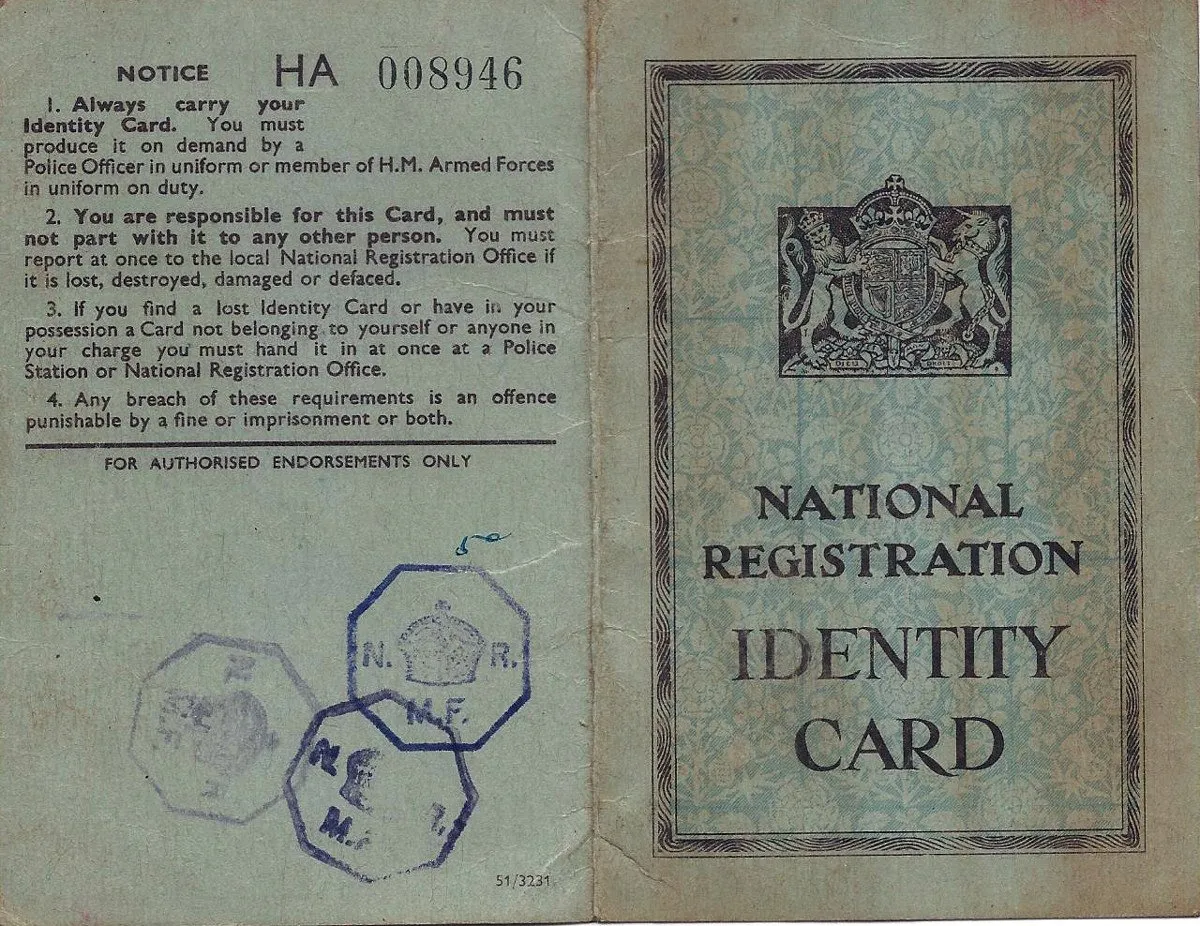 NOTICE HA 008946
1. Always carry your
Identity Card. You must
produce it on demand by a
Police Officer in uniform or member of H.M. Armed Forces
in uniform on duty.
2. You are responsible for this Card, and must
not part with it to any other person. You must
report at once to the local National Registration Office if
it is lost, destroyed, damaged or defaced.
3. If you find a lost Identity Card or have in your
possession a Card not belonging to yourself or anyone in
your charge you must hand it in at once at a Police
Station or National Registration Office.
4. Any breach of these requirements is an offence
punishable by a fine or imprisonment or both.
FOR AUTHORISED ENDORSEMENTS ONLY
N. R.
M.F.
N
M.
51/3231
NATIONAL
REGISTRATION
IDENTITY
CARD